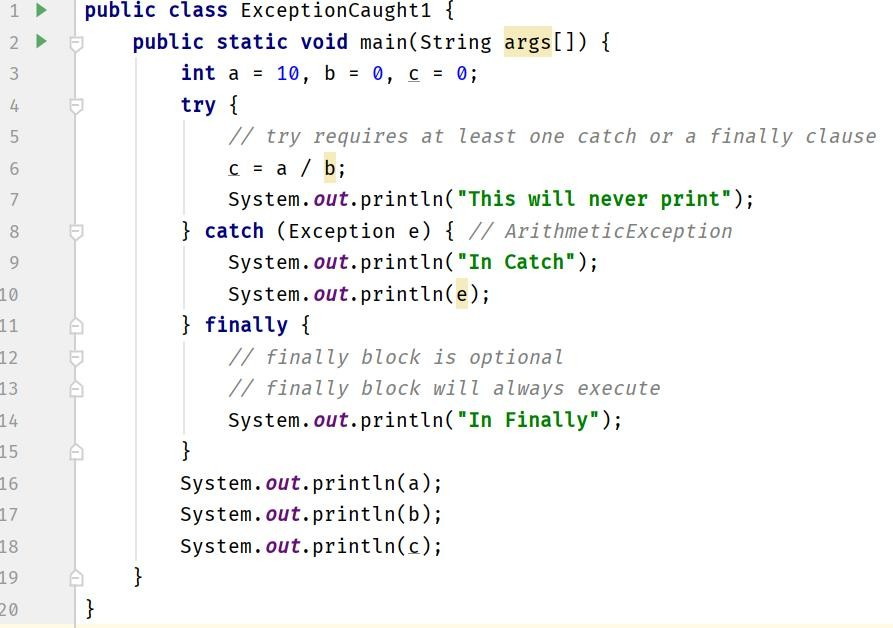 1 public class ExceptionCaught1 {
2 public static void main(String args[]) {
3 int a = 10, b = 0, c = 0;
4 try {
5 // try requires at least one catch or a finally clause
6 c = a / b;
7 System.out.println("This will never print");
8 } catch (Exception e) { // ArithmeticException
9 System.out.println("In Catch");
10 System.out.println(e);
11 } finally {
12 // finally block is optional
13 // finally block will always execute
14 System.out.println("In Finally");
15 }
16 System.out.println(a);
17 System.out.println(b);
18 System.out.println(c);
19 }
20 }